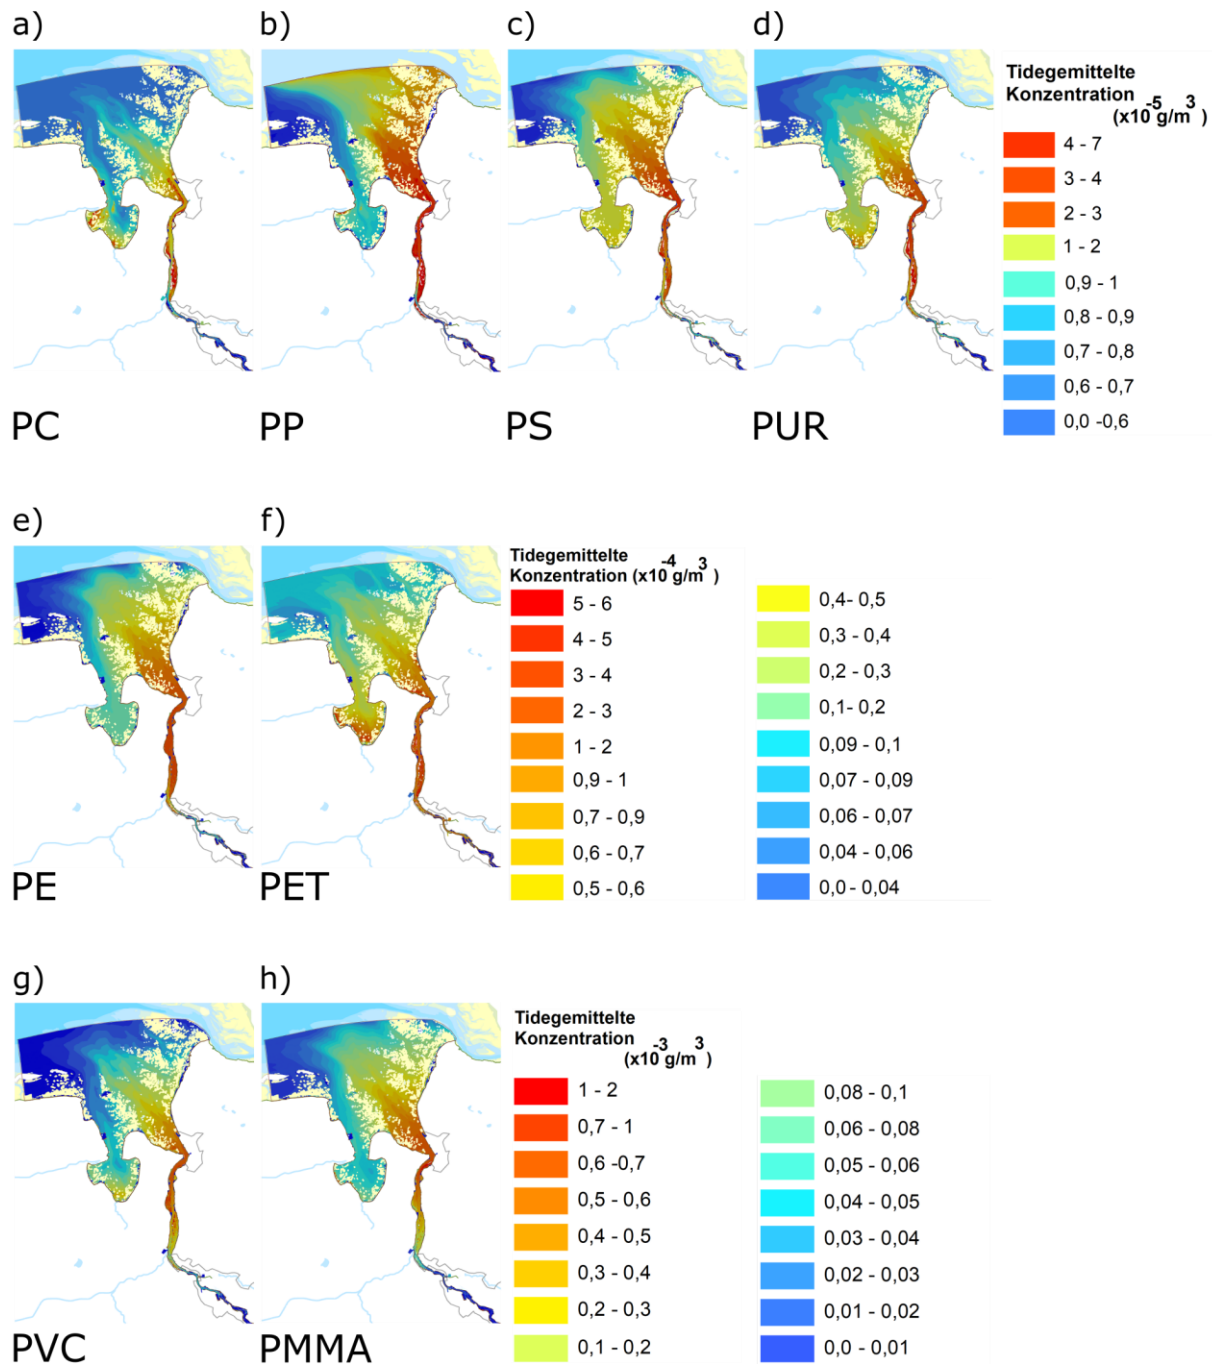 a)
b)
c)
d)
PC
PP
PS
PUR
Tidegemittelte
Konzentration
(x10⁻⁵ g/m³)
4 - 7
3 - 4
2 - 3
1 - 2
0,9 - 1
0,8 - 0,9
0,7 - 0,8
0,6 - 0,7
0,0 -0,6
e)
f)
PE
PET
Tidegemittelte
Konzentration (x10⁻⁴ g/m³)
5 - 6
4 - 5
3 - 4
2 - 3
1 - 2
0,9 - 1
0,7 - 0,9
0,6 - 0,7
0,5 - 0,6
0,4- 0,5
0,3 - 0,4
0,2 - 0,3
0,1- 0,2
0,09 - 0,1
0,07 - 0,09
0,06 - 0,07
0,04 - 0,06
0,0 - 0,04
g)
h)
PVC
PMMA
Tidegemittelte
Konzentration
(x10⁻³ g/m³)
1 - 2
0,7 - 1
0,6 -0,7
0,5 - 0,6
0,4 - 0,5
0,3 - 0,4
0,2 - 0,3
0,1 - 0,2
0,08 - 0,1
0,06 - 0,08
0,05 - 0,06
0,04 - 0,05
0,03 - 0,04
0,02 - 0,03
0,01 - 0,02
0,0 - 0,01